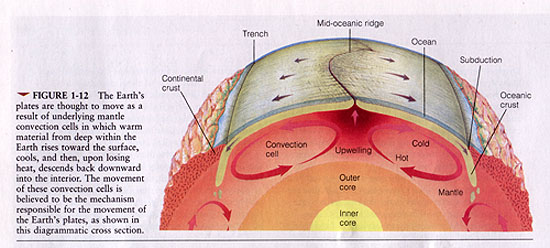 FIGURE 1-12 The Earth's
plates are thought to move as a
result of underlying mantle
convection cells in which warm
material from deep within the
Earth rises toward the surface,
cools, and then, upon losing
heat, descends back downward
into the interior. The movement
of these convection cells is
believed to be the mechanism
responsible for the movement of
the Earth's plates, as shown in
this diagrammatic cross section.
Mid-oceanic ridge
Trench
Ocean
Continental
crust
Subduction
Oceanic
crust
Convection
cell
Upwelling
Cold
Hot
Outer
core
Mantle
Inner
core